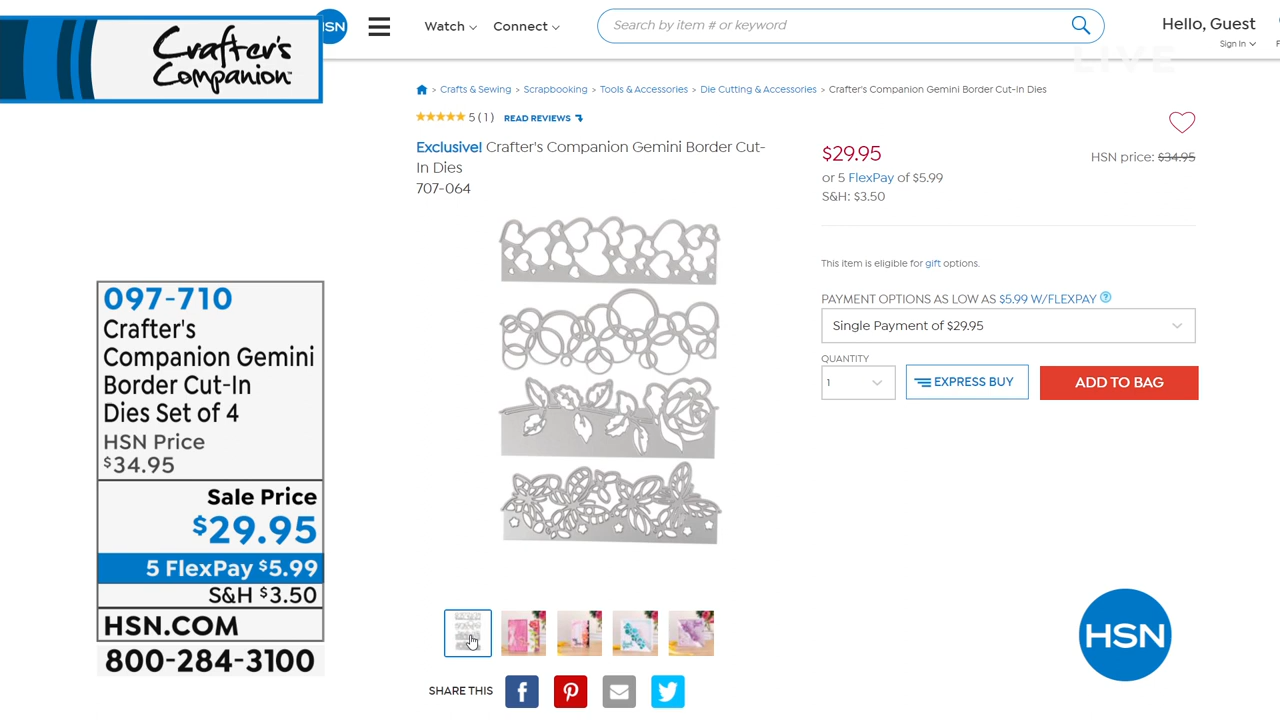 Crafter's
Companion™
HSN
Watch
Connect
Search by item # or keyword
Hello, Guest
Sign In
LIVE
> Crafts & Sewing > Scrapbooking > Tools & Accessories > Die Cutting & Accessories > Crafter's Companion Gemini Border Cut-In Dies
5 ( 1 ) READ REVIEWS
Exclusive! Crafter's Companion Gemini Border Cut-
In Dies
707-064
$29.95
HSN price: $34.95
or 5 FlexPay of $5.99
S&H: $3.50
This item is eligible for gift options.
PAYMENT OPTIONS AS LOW AS $5.99 W/FLEXPAY ?
Single Payment of $29.95
QUANTITY
1
EXPRESS BUY
ADD TO BAG
097-710
Crafter's
Companion Gemini
Border Cut-In
Dies Set of 4
HSN Price
$34.95
Sale Price
$29.95
5 FlexPay $5.99
S&H $3.50
HSN.COM
800-284-3100
SHARE THIS
HSN